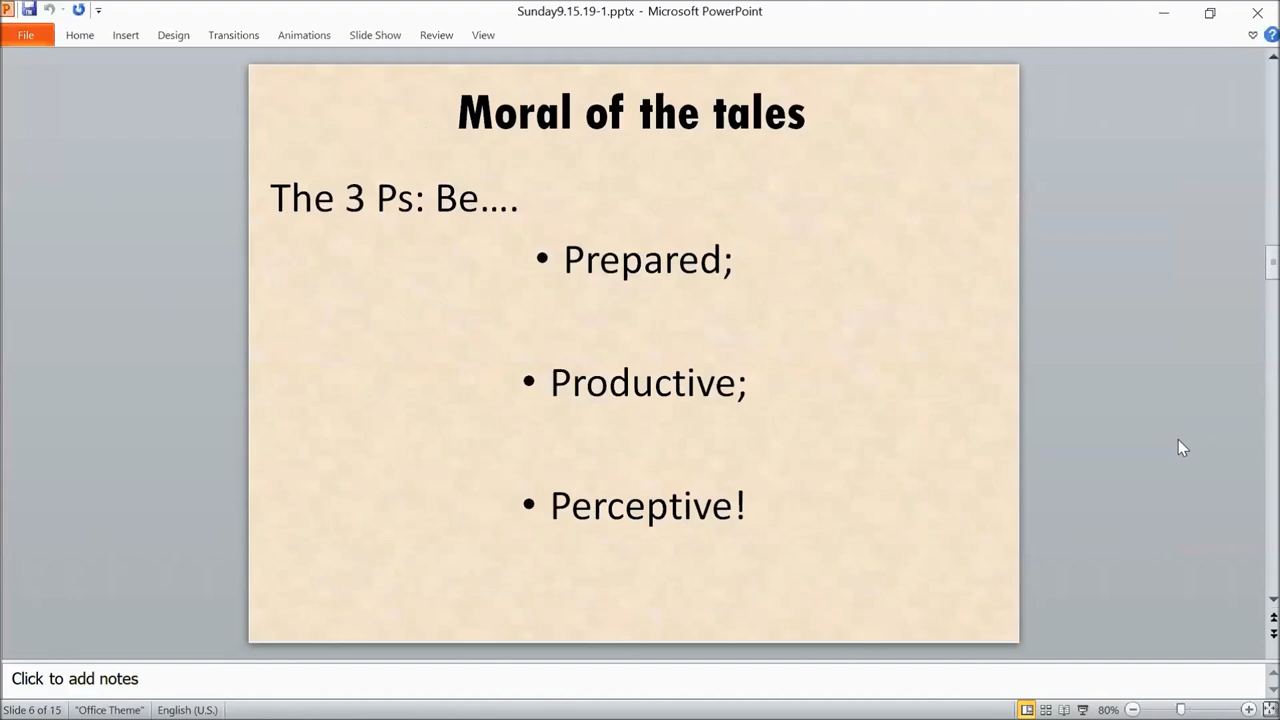 Sunday9.15.19-1.pptx - Microsoft PowerPoint
File Home Insert Design Transitions Animations Slide Show Review View
Moral of the tales
The 3 Ps: Be....
• Prepared;
• Productive;
• Perceptive!
Click to add notes
Slide 6 of 15 "Office Theme" English (U.S.) 80%